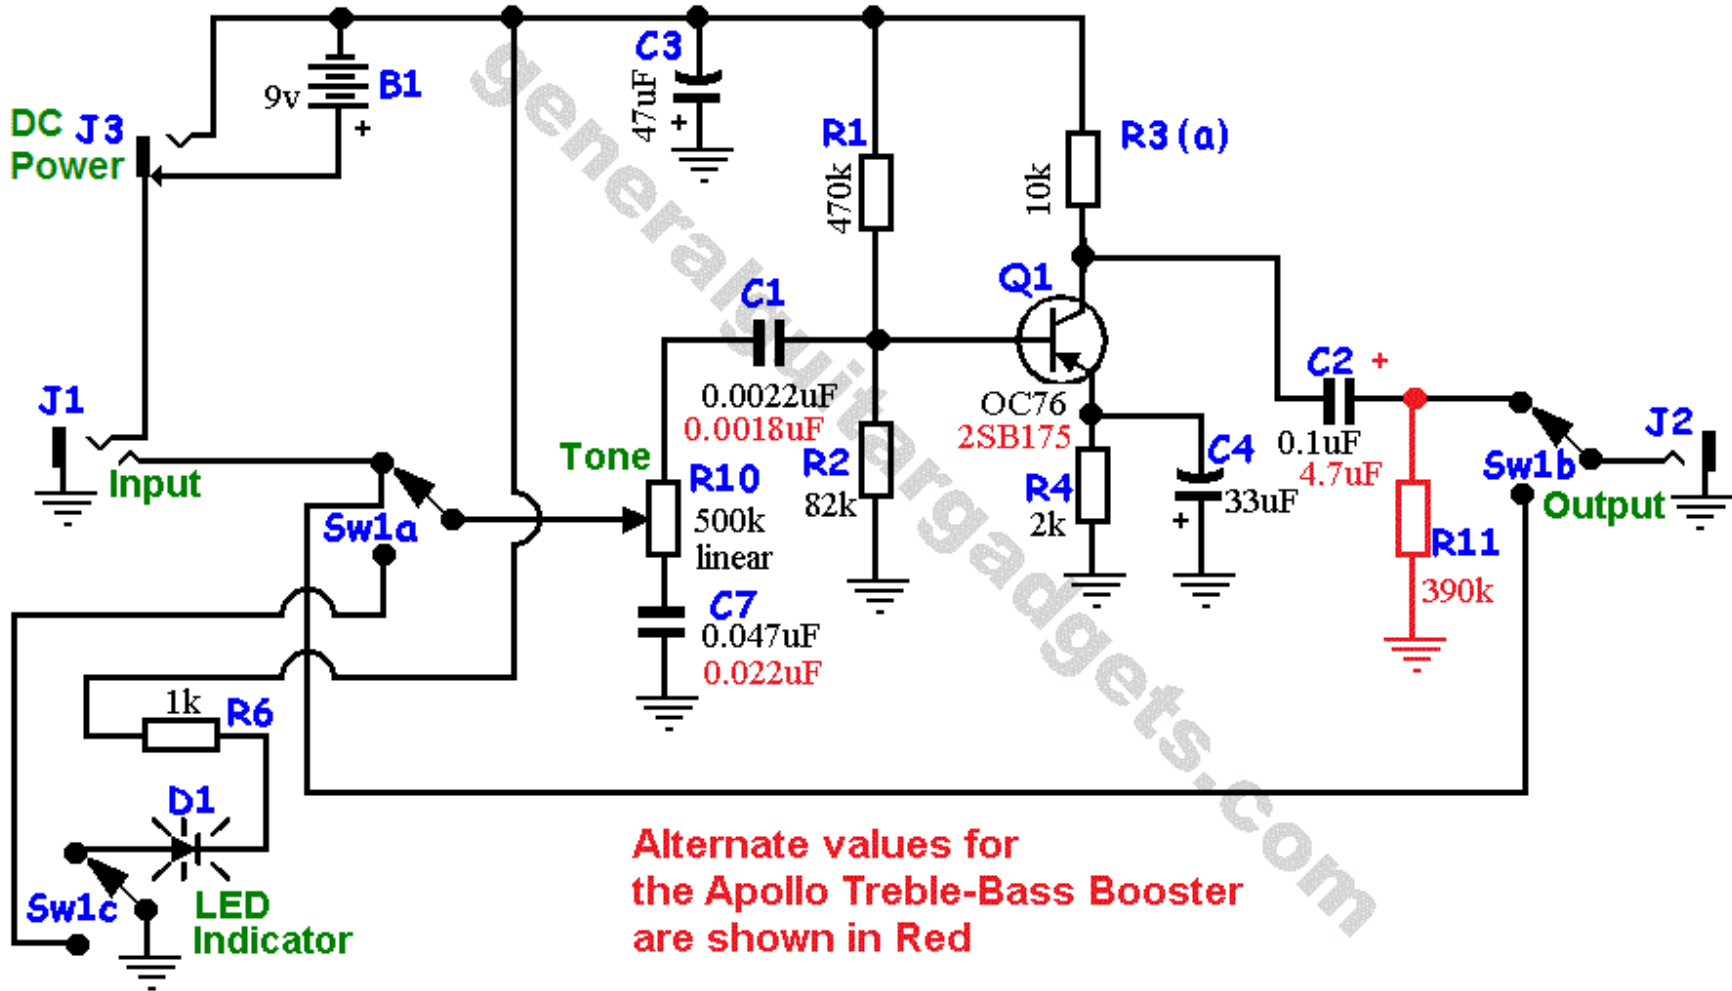 C3
47uF
+
9v
B1
+
DC
Power
J3
R1
470k
R3(a)
10k
Q1
C1
0.0022uF
0.0018uF
OC76
2SB175
C2
+
0.1uF
4.7uF
J1
Input
Sw1a
Tone
R10
500k
linear
R2
82k
R4
2k
C4
33uF
+
Sw1b
J2
Output
R11
390k
C7
0.047uF
0.022uF
1k
R6
D1
Sw1c
LED
Indicator
Alternate values for
the Apollo Treble-Bass Booster
are shown in Red
generalguitargadgets.com